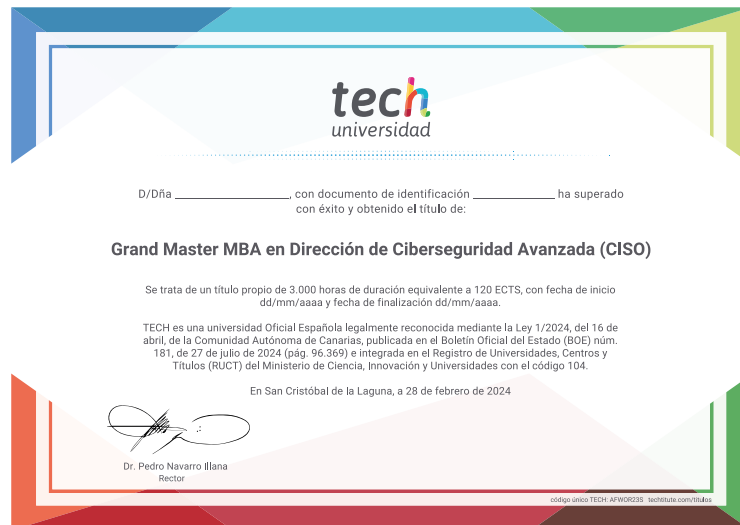 tech
universidad
D/Dña ______________, con documento de identificación ______________ ha superado
con éxito y obtenido el título de:
Grand Master MBA en Dirección de Ciberseguridad Avanzada (CISO)
Se trata de un título propio de 3.000 horas de duración equivalente a 120 ECTS, con fecha de inicio
dd/mm/aaaa y fecha de finalización dd/mm/aaaa.
TECH es una universidad Oficial Española legalmente reconocida mediante la Ley 1/2024, del 16 de
abril, de la Comunidad Autónoma de Canarias, publicada en el Boletín Oficial del Estado (BOE) núm.
181, de 27 de julio de 2024 (pág. 96.369) e integrada en el Registro de Universidades, Centros y
Títulos (RUCT) del Ministerio de Ciencia, Innovación y Universidades con el código 104.
En San Cristóbal de la Laguna, a 28 de febrero de 2024
Dr. Pedro Navarro Illana
Rector
código único TECH: AFWOR23S techtitute.com/titulos